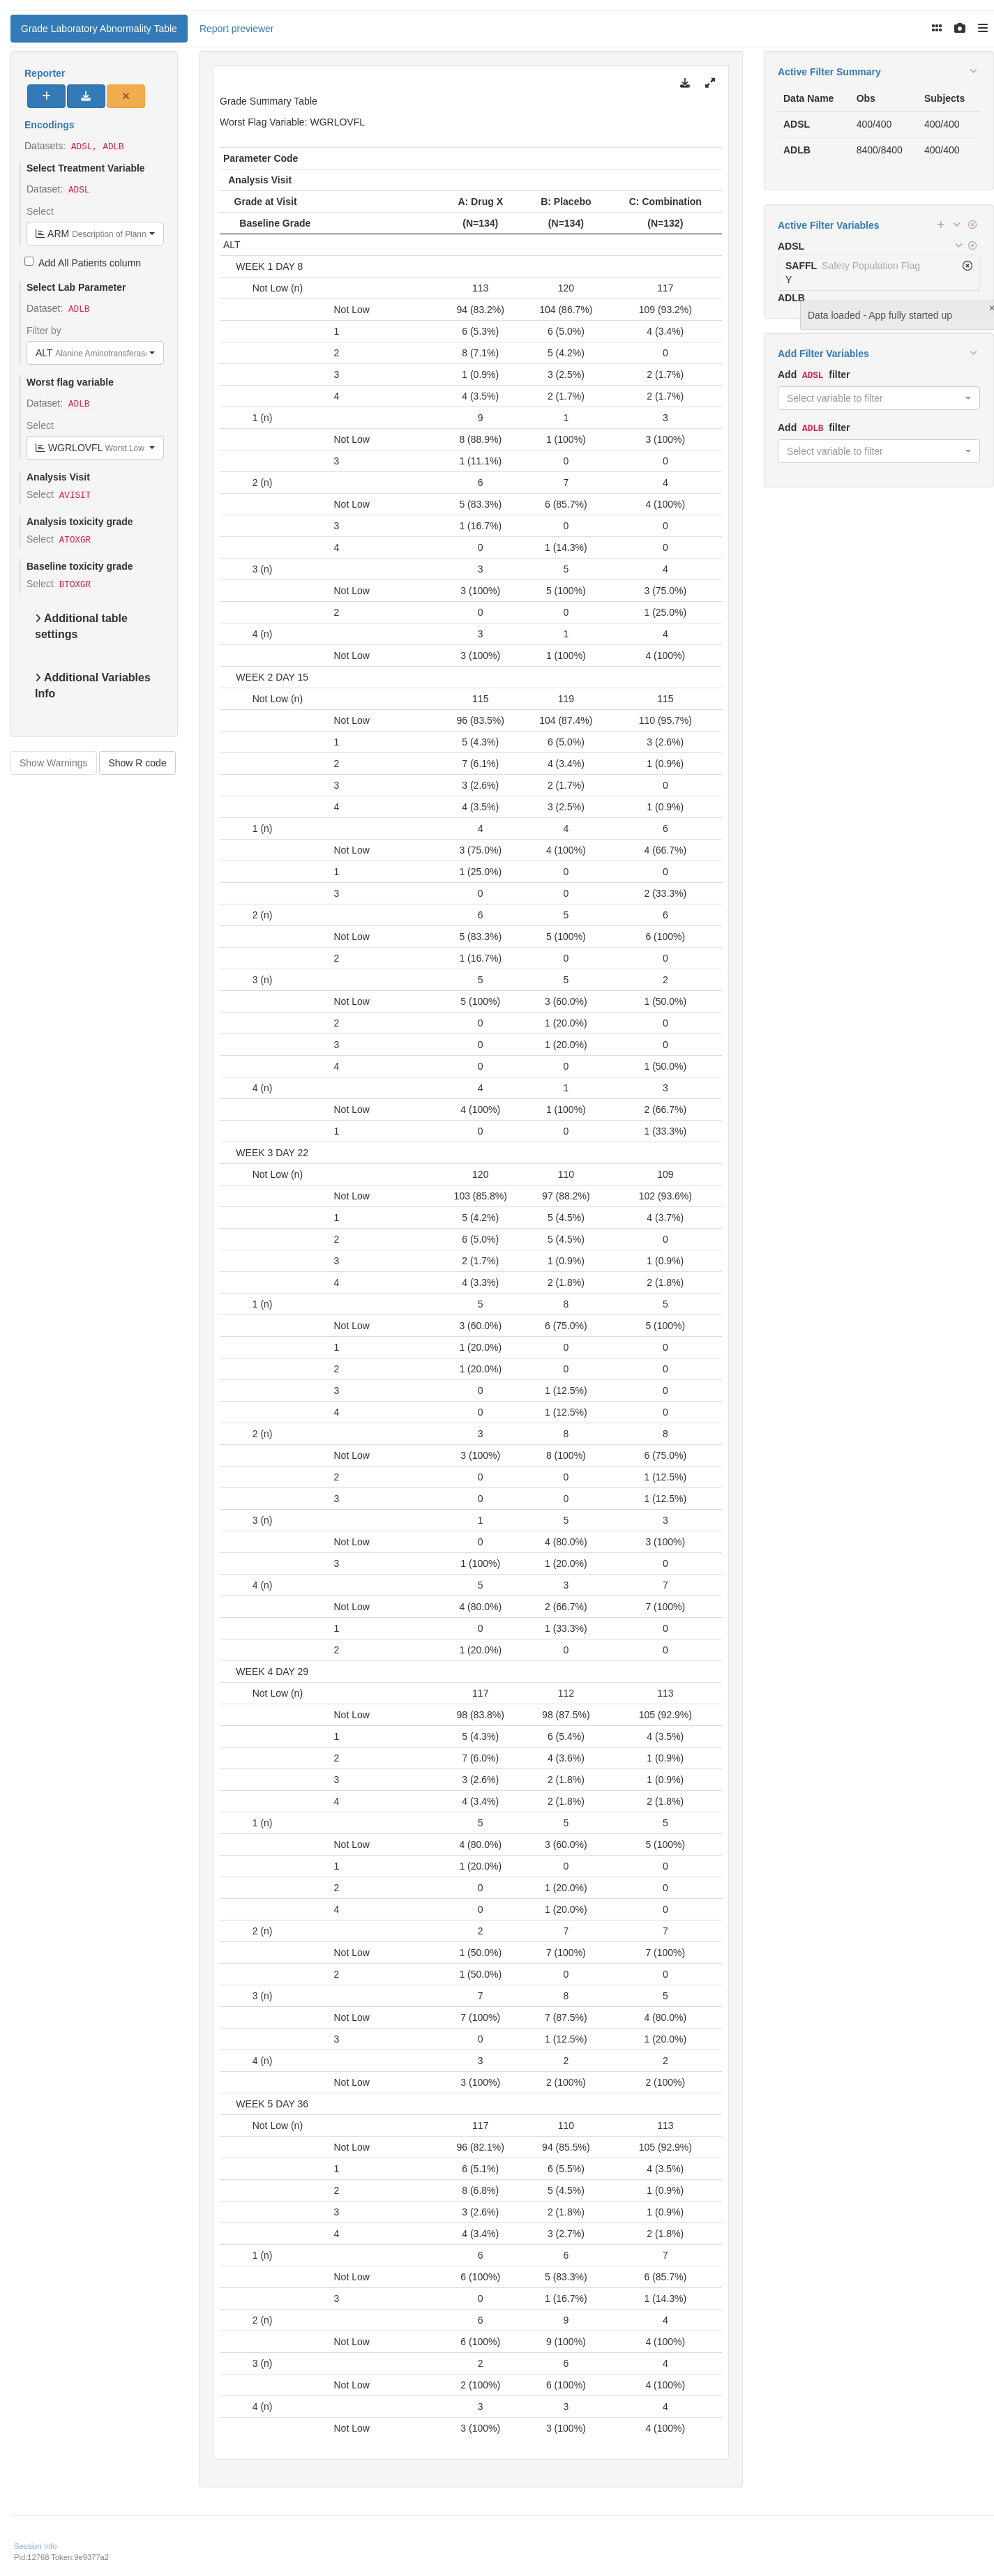 Grade Laboratory Abnormality Table Report previewer
Reporter
Encodings
Datasets: ADSL, ADLB
Select Treatment Variable
Dataset: ADSL
Select
ARM Description of Plann
Add All Patients column
Select Lab Parameter
Dataset: ADLB
Filter by
ALT Alanine Aminotransferase
Worst flag variable
Dataset: ADLB
Select
WGRLOVFL Worst Low
Analysis Visit
Select AVISIT
Analysis toxicity grade
Select ATOXGR
Baseline toxicity grade
Select BTOXGR
Additional table
settings
Additional Variables
Info
Show Warnings Show R code
Grade Summary Table
Worst Flag Variable: WGRLOVFL
Parameter Code
Analysis Visit
Grade at Visit A: Drug X B: Placebo C: Combination
Baseline Grade (N=134) (N=134) (N=132)
ALT
WEEK 1 DAY 8
Not Low (n) 113 120 117
Not Low 94 (83.2%) 104 (86.7%) 109 (93.2%)
1 6 (5.3%) 6 (5.0%) 4 (3.4%)
2 8 (7.1%) 5 (4.2%) 0
3 1 (0.9%) 3 (2.5%) 2 (1.7%)
4 4 (3.5%) 2 (1.7%) 2 (1.7%)
1 (n) 9 1 3
Not Low 8 (88.9%) 1 (100%) 3 (100%)
3 1 (11.1%) 0 0
2 (n) 6 7 4
Not Low 5 (83.3%) 6 (85.7%) 4 (100%)
3 1 (16.7%) 0 0
4 0 1 (14.3%) 0
3 (n) 3 5 4
Not Low 3 (100%) 5 (100%) 3 (75.0%)
2 0 0 1 (25.0%)
4 (n) 3 1 4
Not Low 3 (100%) 1 (100%) 4 (100%)
WEEK 2 DAY 15
Not Low (n) 115 119 115
Not Low 96 (83.5%) 104 (87.4%) 110 (95.7%)
1 5 (4.3%) 6 (5.0%) 3 (2.6%)
2 7 (6.1%) 4 (3.4%) 1 (0.9%)
3 3 (2.6%) 2 (1.7%) 0
4 4 (3.5%) 3 (2.5%) 1 (0.9%)
1 (n) 4 4 6
Not Low 3 (75.0%) 4 (100%) 4 (66.7%)
1 1 (25.0%) 0 0
3 0 0 2 (33.3%)
2 (n) 6 5 6
Not Low 5 (83.3%) 5 (100%) 6 (100%)
2 1 (16.7%) 0 0
3 (n) 5 5 2
Not Low 5 (100%) 3 (60.0%) 1 (50.0%)
2 0 1 (20.0%) 0
3 0 1 (20.0%) 0
4 0 0 1 (50.0%)
4 (n) 4 1 3
Not Low 4 (100%) 1 (100%) 2 (66.7%)
1 0 0 1 (33.3%)
WEEK 3 DAY 22
Not Low (n) 120 110 109
Not Low 103 (85.8%) 97 (88.2%) 102 (93.6%)
1 5 (4.2%) 5 (4.5%) 4 (3.7%)
2 6 (5.0%) 5 (4.5%) 0
3 2 (1.7%) 1 (0.9%) 1 (0.9%)
4 4 (3.3%) 2 (1.8%) 2 (1.8%)
1 (n) 5 8 5
Not Low 3 (60.0%) 6 (75.0%) 5 (100%)
1 1 (20.0%) 0 0
2 1 (20.0%) 0 0
3 0 1 (12.5%) 0
4 0 1 (12.5%) 0
2 (n) 3 8 8
Not Low 3 (100%) 8 (100%) 6 (75.0%)
2 0 0 1 (12.5%)
3 0 0 1 (12.5%)
3 (n) 1 5 3
Not Low 0 4 (80.0%) 3 (100%)
3 1 (100%) 1 (20.0%) 0
4 (n) 5 3 7
Not Low 4 (80.0%) 2 (66.7%) 7 (100%)
1 0 1 (33.3%) 0
2 1 (20.0%) 0 0
WEEK 4 DAY 29
Not Low (n) 117 112 113
Not Low 98 (83.8%) 98 (87.5%) 105 (92.9%)
1 5 (4.3%) 6 (5.4%) 4 (3.5%)
2 7 (6.0%) 4 (3.6%) 1 (0.9%)
3 3 (2.6%) 2 (1.8%) 1 (0.9%)
4 4 (3.4%) 2 (1.8%) 2 (1.8%)
1 (n) 5 5 5
Not Low 4 (80.0%) 3 (60.0%) 5 (100%)
1 1 (20.0%) 0 0
2 0 1 (20.0%) 0
4 0 1 (20.0%) 0
2 (n) 2 7 7
Not Low 1 (50.0%) 7 (100%) 7 (100%)
2 1 (50.0%) 0 0
3 (n) 7 8 5
Not Low 7 (100%) 7 (87.5%) 4 (80.0%)
3 0 1 (12.5%) 1 (20.0%)
4 (n) 3 2 2
Not Low 3 (100%) 2 (100%) 2 (100%)
WEEK 5 DAY 36
Not Low (n) 117 110 113
Not Low 96 (82.1%) 94 (85.5%) 105 (92.9%)
1 6 (5.1%) 6 (5.5%) 4 (3.5%)
2 8 (6.8%) 5 (4.5%) 1 (0.9%)
3 3 (2.6%) 2 (1.8%) 1 (0.9%)
4 4 (3.4%) 3 (2.7%) 2 (1.8%)
1 (n) 6 6 7
Not Low 6 (100%) 5 (83.3%) 6 (85.7%)
3 0 1 (16.7%) 1 (14.3%)
2 (n) 6 9 4
Not Low 6 (100%) 9 (100%) 4 (100%)
3 (n) 2 6 4
Not Low 2 (100%) 6 (100%) 4 (100%)
4 (n) 3 3 4
Not Low 3 (100%) 3 (100%) 4 (100%)
Active Filter Summary
Data Name Obs Subjects
ADSL 400/400 400/400
ADLB 8400/8400 400/400
Active Filter Variables
ADSL
SAFFL Safety Population Flag
Y
ADLB
Data loaded - App fully started up
Add Filter Variables
Add ADSL filter
Select variable to filter
Add ADLB filter
Select variable to filter
Session Info
Pid:12768 Token:9e9377a2